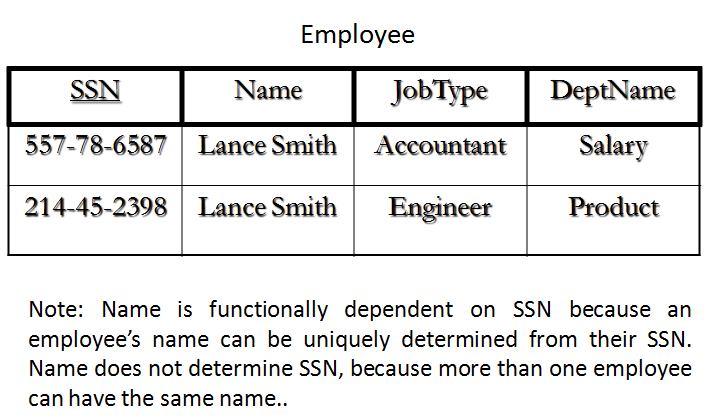 Employee
SSN Name JobType DeptName
557-78-6587 Lance Smith Accountant Salary
214-45-2398 Lance Smith Engineer Product
Note: Name is functionally dependent on SSN because an
employee’s name can be uniquely determined from their SSN.
Name does not determine SSN, because more than one employee
can have the same name..